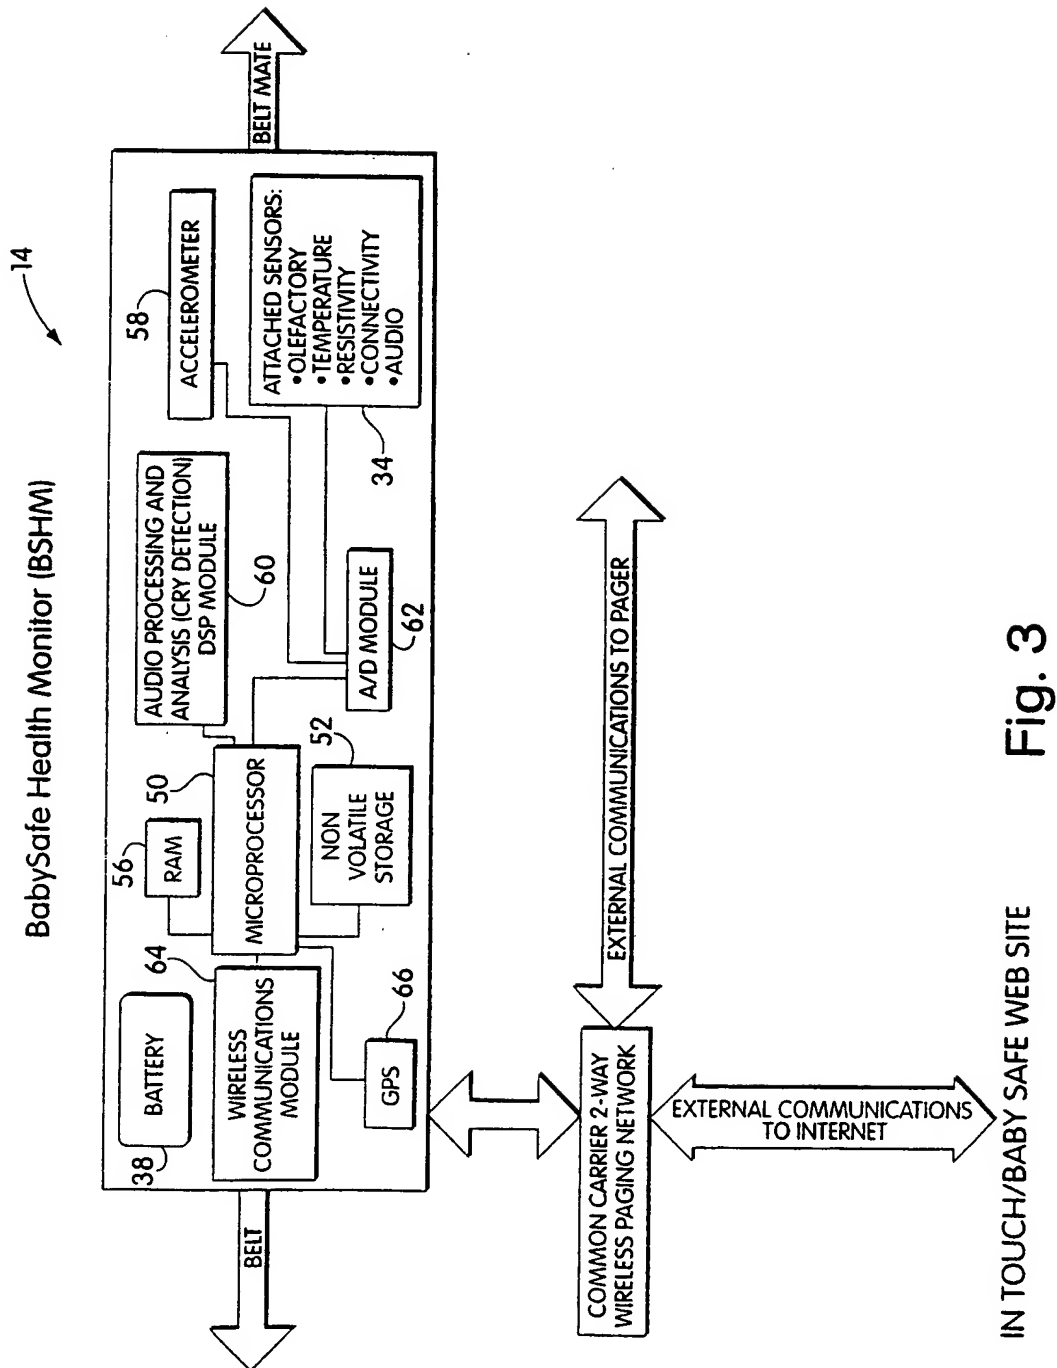 BabySafe Health Monitor (BSHM)
14
BELT
BELT MATE
38
BATTERY
64
WIRELESS
COMMUNICATIONS
MODULE
56
RAM
50
MICROPROCESSOR
52
NON
VOLATILE
STORAGE
66
GPS
AUDIO PROCESSING AND
ANALYSIS (CRY DETECTION)
DSP MODULE
60
58
ACCELEROMETER
A/D MODULE
62
ATTACHED SENSORS:
•OLEFACTORY
•TEMPERATURE
•RESISTIVITY
•CONNECTIVITY
•AUDIO
34
COMMON CARRIER 2-WAY
WIRELESS PAGING NETWORK
EXTERNAL COMMUNICATIONS TO PAGER
EXTERNAL COMMUNICATIONS
TO INTERNET
IN TOUCH/BABY SAFE WEB SITE
Fig. 3